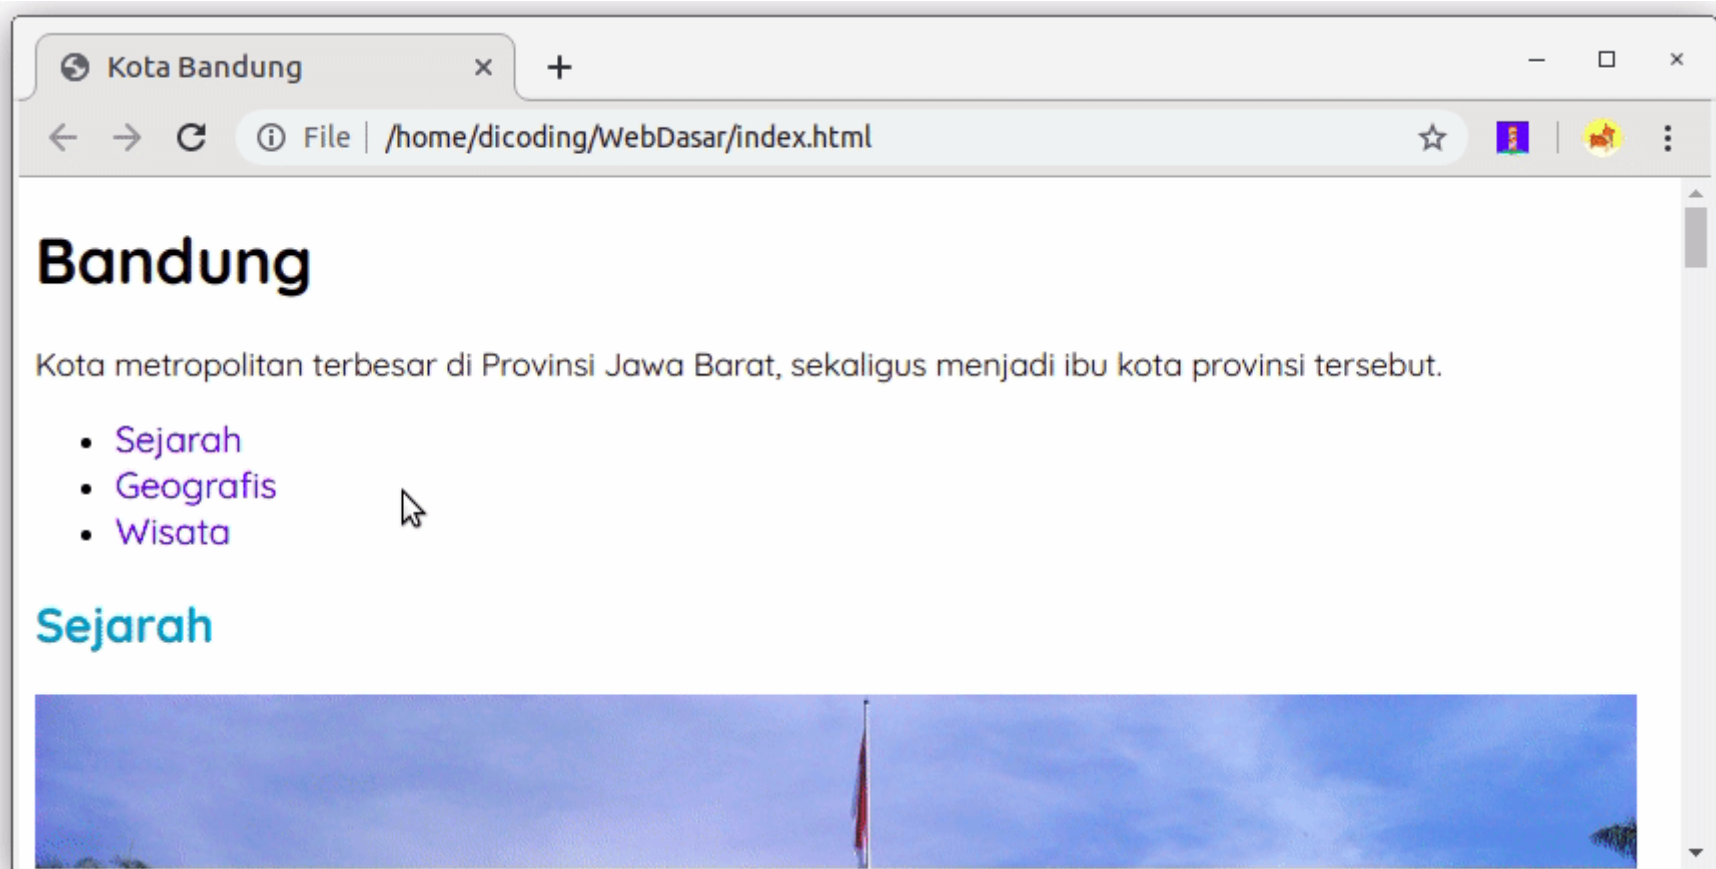 Kota Bandung
File /home/dicoding/WebDasar/index.html
Bandung
Kota metropolitan terbesar di Provinsi Jawa Barat, sekaligus menjadi ibu kota provinsi tersebut.
Sejarah
Geografis
Wisata
Sejarah